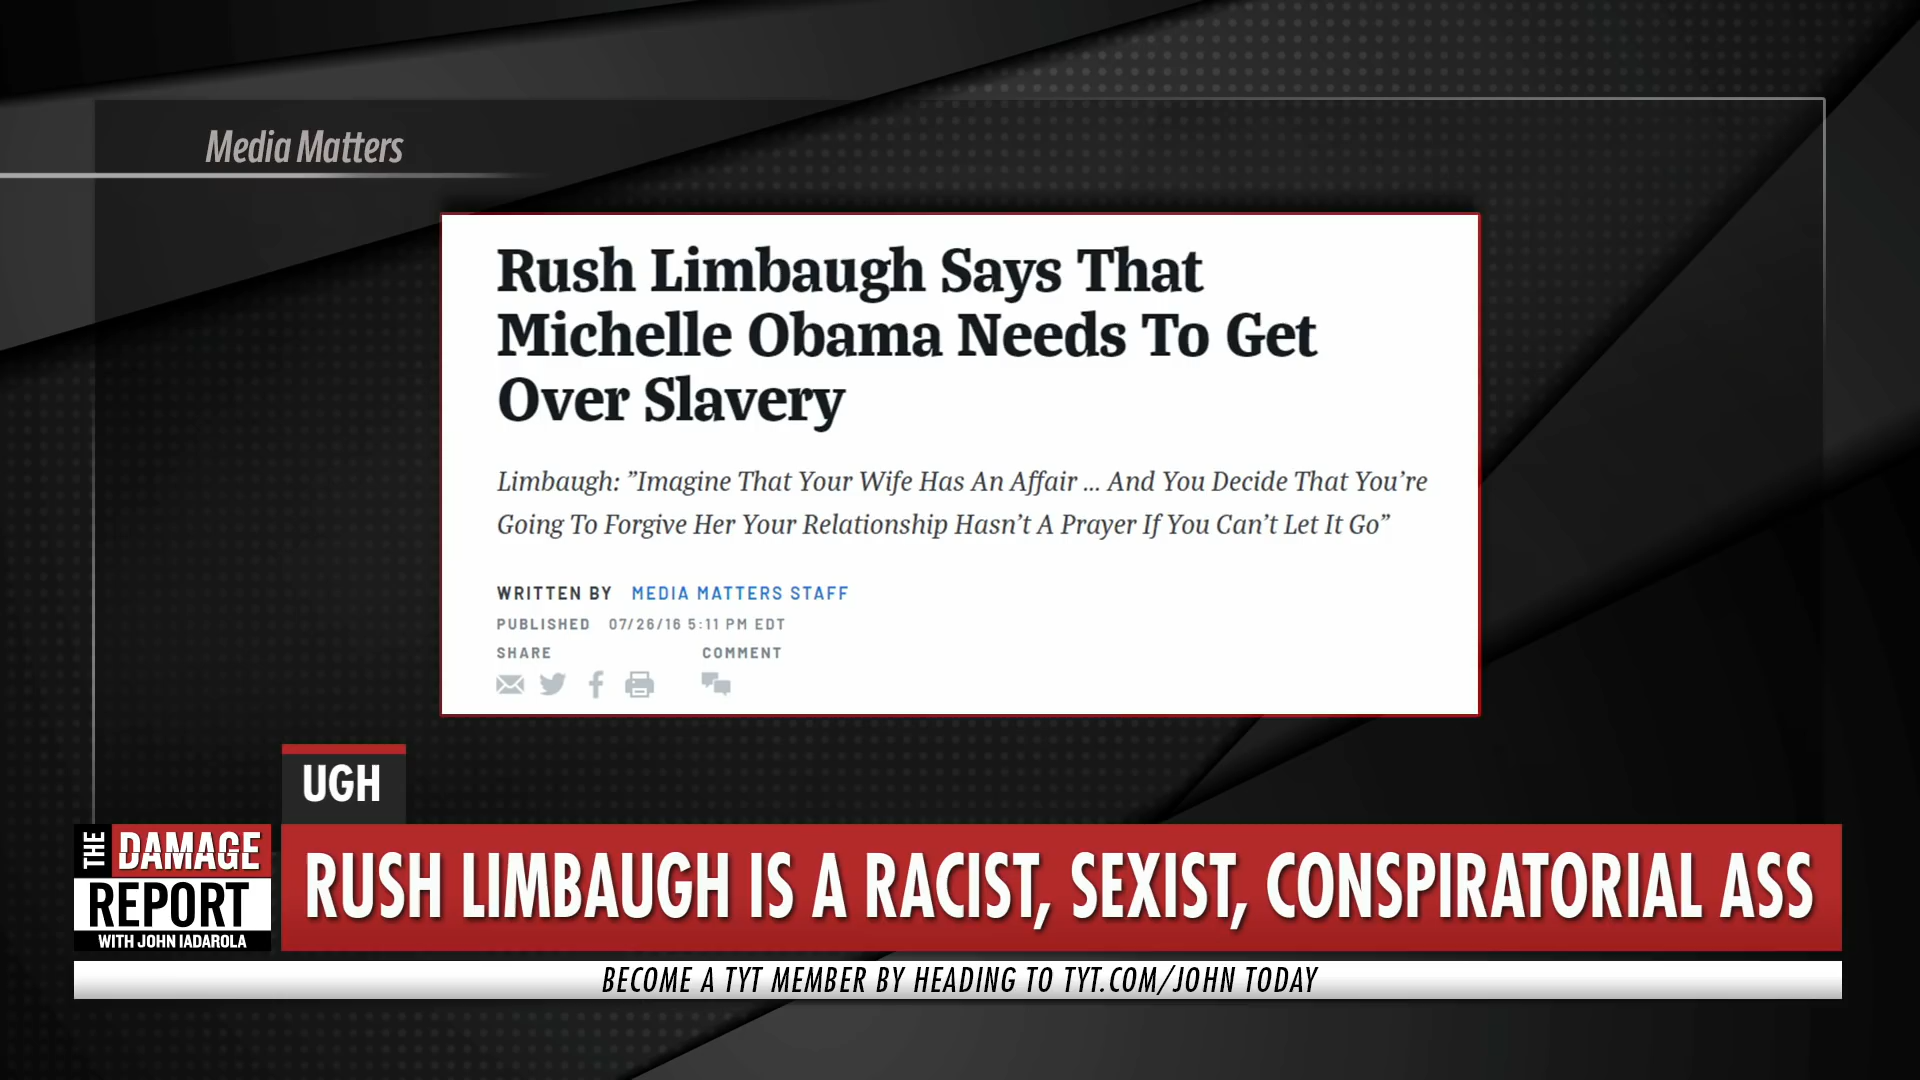 Media Matters
Rush Limbaugh Says That
Michelle Obama Needs To Get
Over Slavery
Limbaugh: ”Imagine That Your Wife Has An Affair ... And You Decide That You’re
Going To Forgive Her Your Relationship Hasn’t A Prayer If You Can’t Let It Go”
WRITTEN BY MEDIA MATTERS STAFF
PUBLISHED 07/26/16 5:11 PM EDT
SHARE COMMENT
UGH
THE DAMAGE
REPORT
WITH JOHN IADAROLA
RUSH LIMBAUGH IS A RACIST, SEXIST, CONSPIRATORIAL ASS
BECOME A TYT MEMBER BY HEADING TO TYT.COM/JOHN TODAY